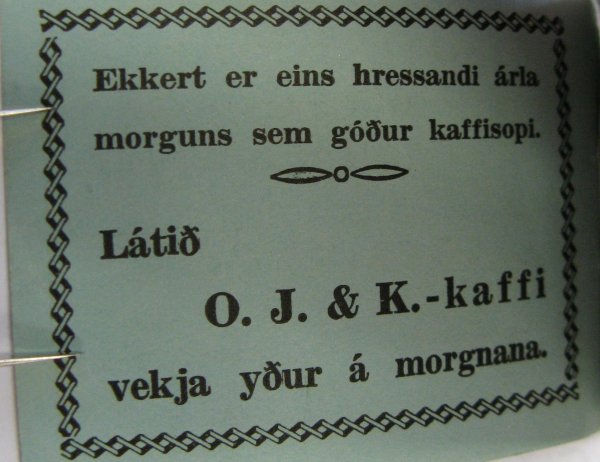 Ekkert er eins hressandi árla
morguns sem góður kaffisopi.
Látið
O. J. & K.-kaffi
vekja yður á morgnana.